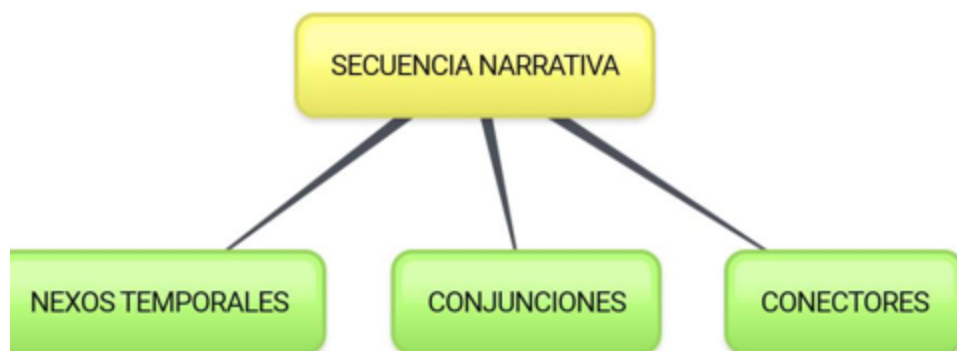 SECUENCIA NARRATIVA
NEXOS TEMPORALES
CONJUNCIONES
CONECTORES